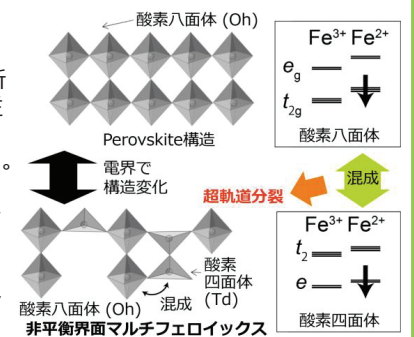 酸素八面体 (Oh)
Perovskite構造
電界で
構造変化
酸素八面体 (Oh)
混成
酸素
四面体
(Td)
非平衡界面マルチフェロイックス
Fe³⁺ Fe²⁺
eg
t2g
酸素八面体
混成
超軌道分裂
Fe³⁺ Fe²⁺
t2
e
酸素四面体